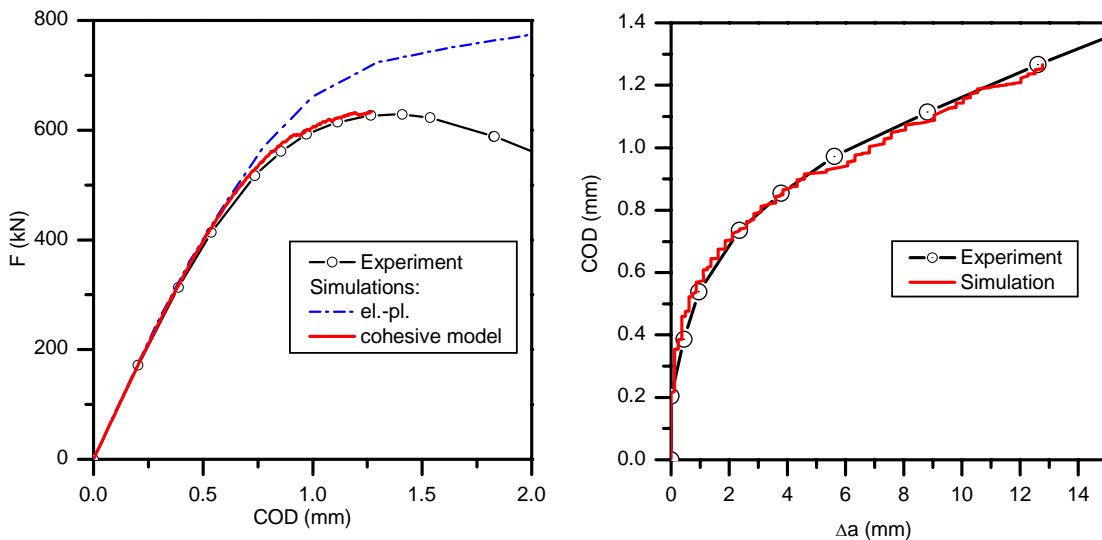 800
600
400
200
0
F (kN)
0.0 0.5 1.0 1.5 2.0
COD (mm)
Experiment
Simulations:
el.-pl.
cohesive model
1.4
1.2
1.0
0.8
0.6
0.4
0.2
0.0
COD (mm)
0 2 4 6 8 10 12 14
Δa (mm)
Experiment
Simulation